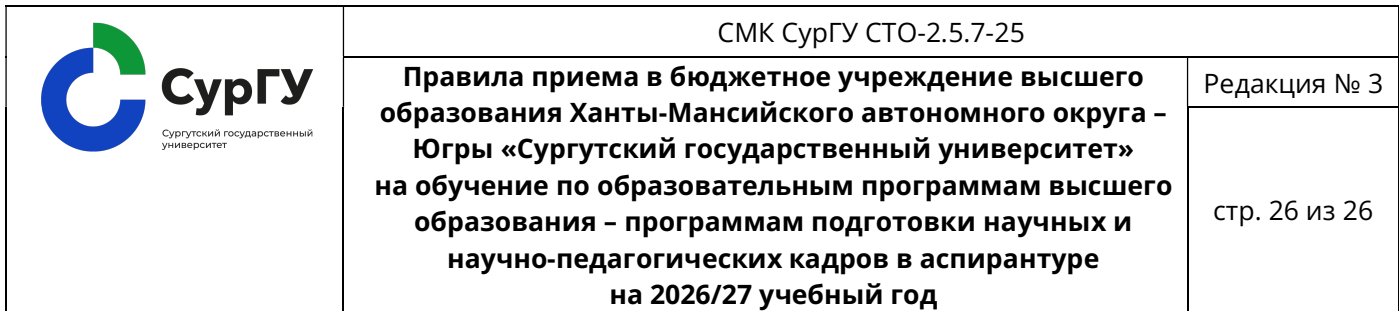 СурГУ
Сургутский государственный
университет
СМК СурГУ СТО-2.5.7-25
Правила приема в бюджетное учреждение высшего
образования Ханты-Мансийского автономного округа –
Югры «Сургутский государственный университет»
на обучение по образовательным программам высшего
образования – программам подготовки научных и
научно-педагогических кадров в аспирантуре
на 2026/27 учебный год
Редакция № 3
стр. 26 из 26